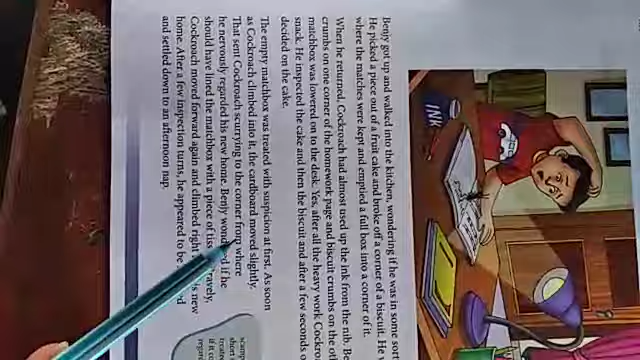 Benjy got up and walked into the kitchen, wondering if he was in some sort
He picked a piece out of a fruit cake and broke off a corner of a biscuit. He
where the matches were kept and emptied a full box into a corner of it.
When he returned, Cockroach had almost used up the ink from the nib.
crumbs on one corner of the homework page and biscuit crumbs on the
matchbox was lowered on to the desk. Yes, after all the heavy work
snack. He inspected the cake and then the biscuit and after a few seconds
decided on the cake.
The empty matchbox was treated with suspicion at first. As soon
as Cockroach climbed into it, the cardboard moved slightly.
That sent Cockroach scurrying to the corner from where
he nervously regarded his new home. Benjy if he
should have lined the matchbox with a piece of
Cockroach moved forward again and climbed right new
home. After a few inspection turns, he appeared to be
and settled down to an afternoon nap.
INK
short